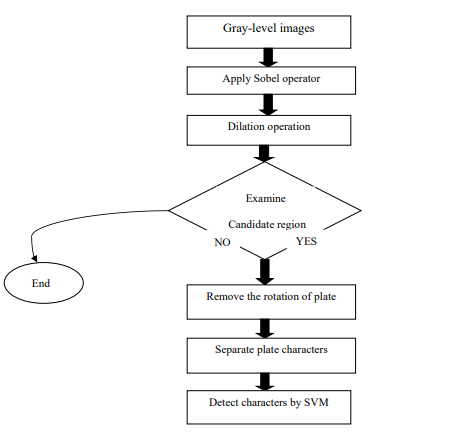 Gray-level images
Apply Sobel operator
Dilation operation
Examine
Candidate region
NO
YES
End
Remove the rotation of plate
Separate plate characters
Detect characters by SVM